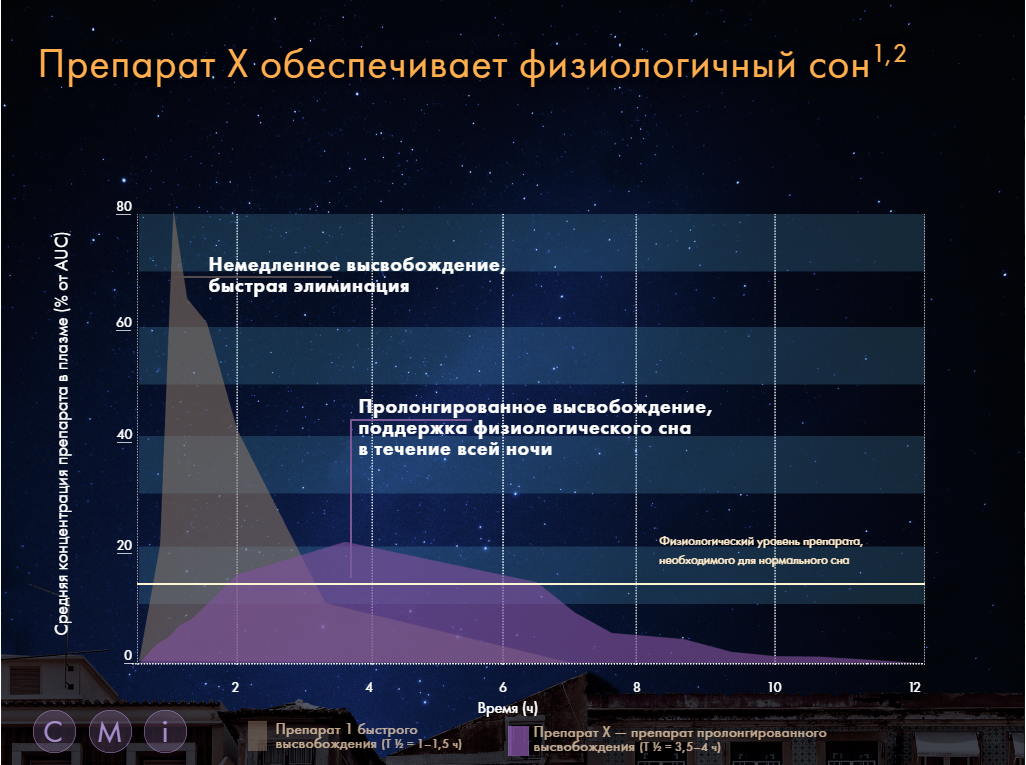 Препарат X обеспечивает физиологичный сон1,2
Средняя концентрация препарата в плазме (% от AUC)
80
60
40
20
0
Немедленное высвобождение,
быстрая элиминация
Пролонгированное высвобождение,
поддержка физиологического сна
в течение всей ночи
Физиологический уровень препарата,
необходимого для нормального сна
2
4
6
8
10
12
Время (ч)
C M i
Препарат 1 быстрого
высвобождения (T ½ = 1–1,5 ч)
Препарат X — препарат пролонгированного
высвобождения (T ½ = 3,5–4 ч)